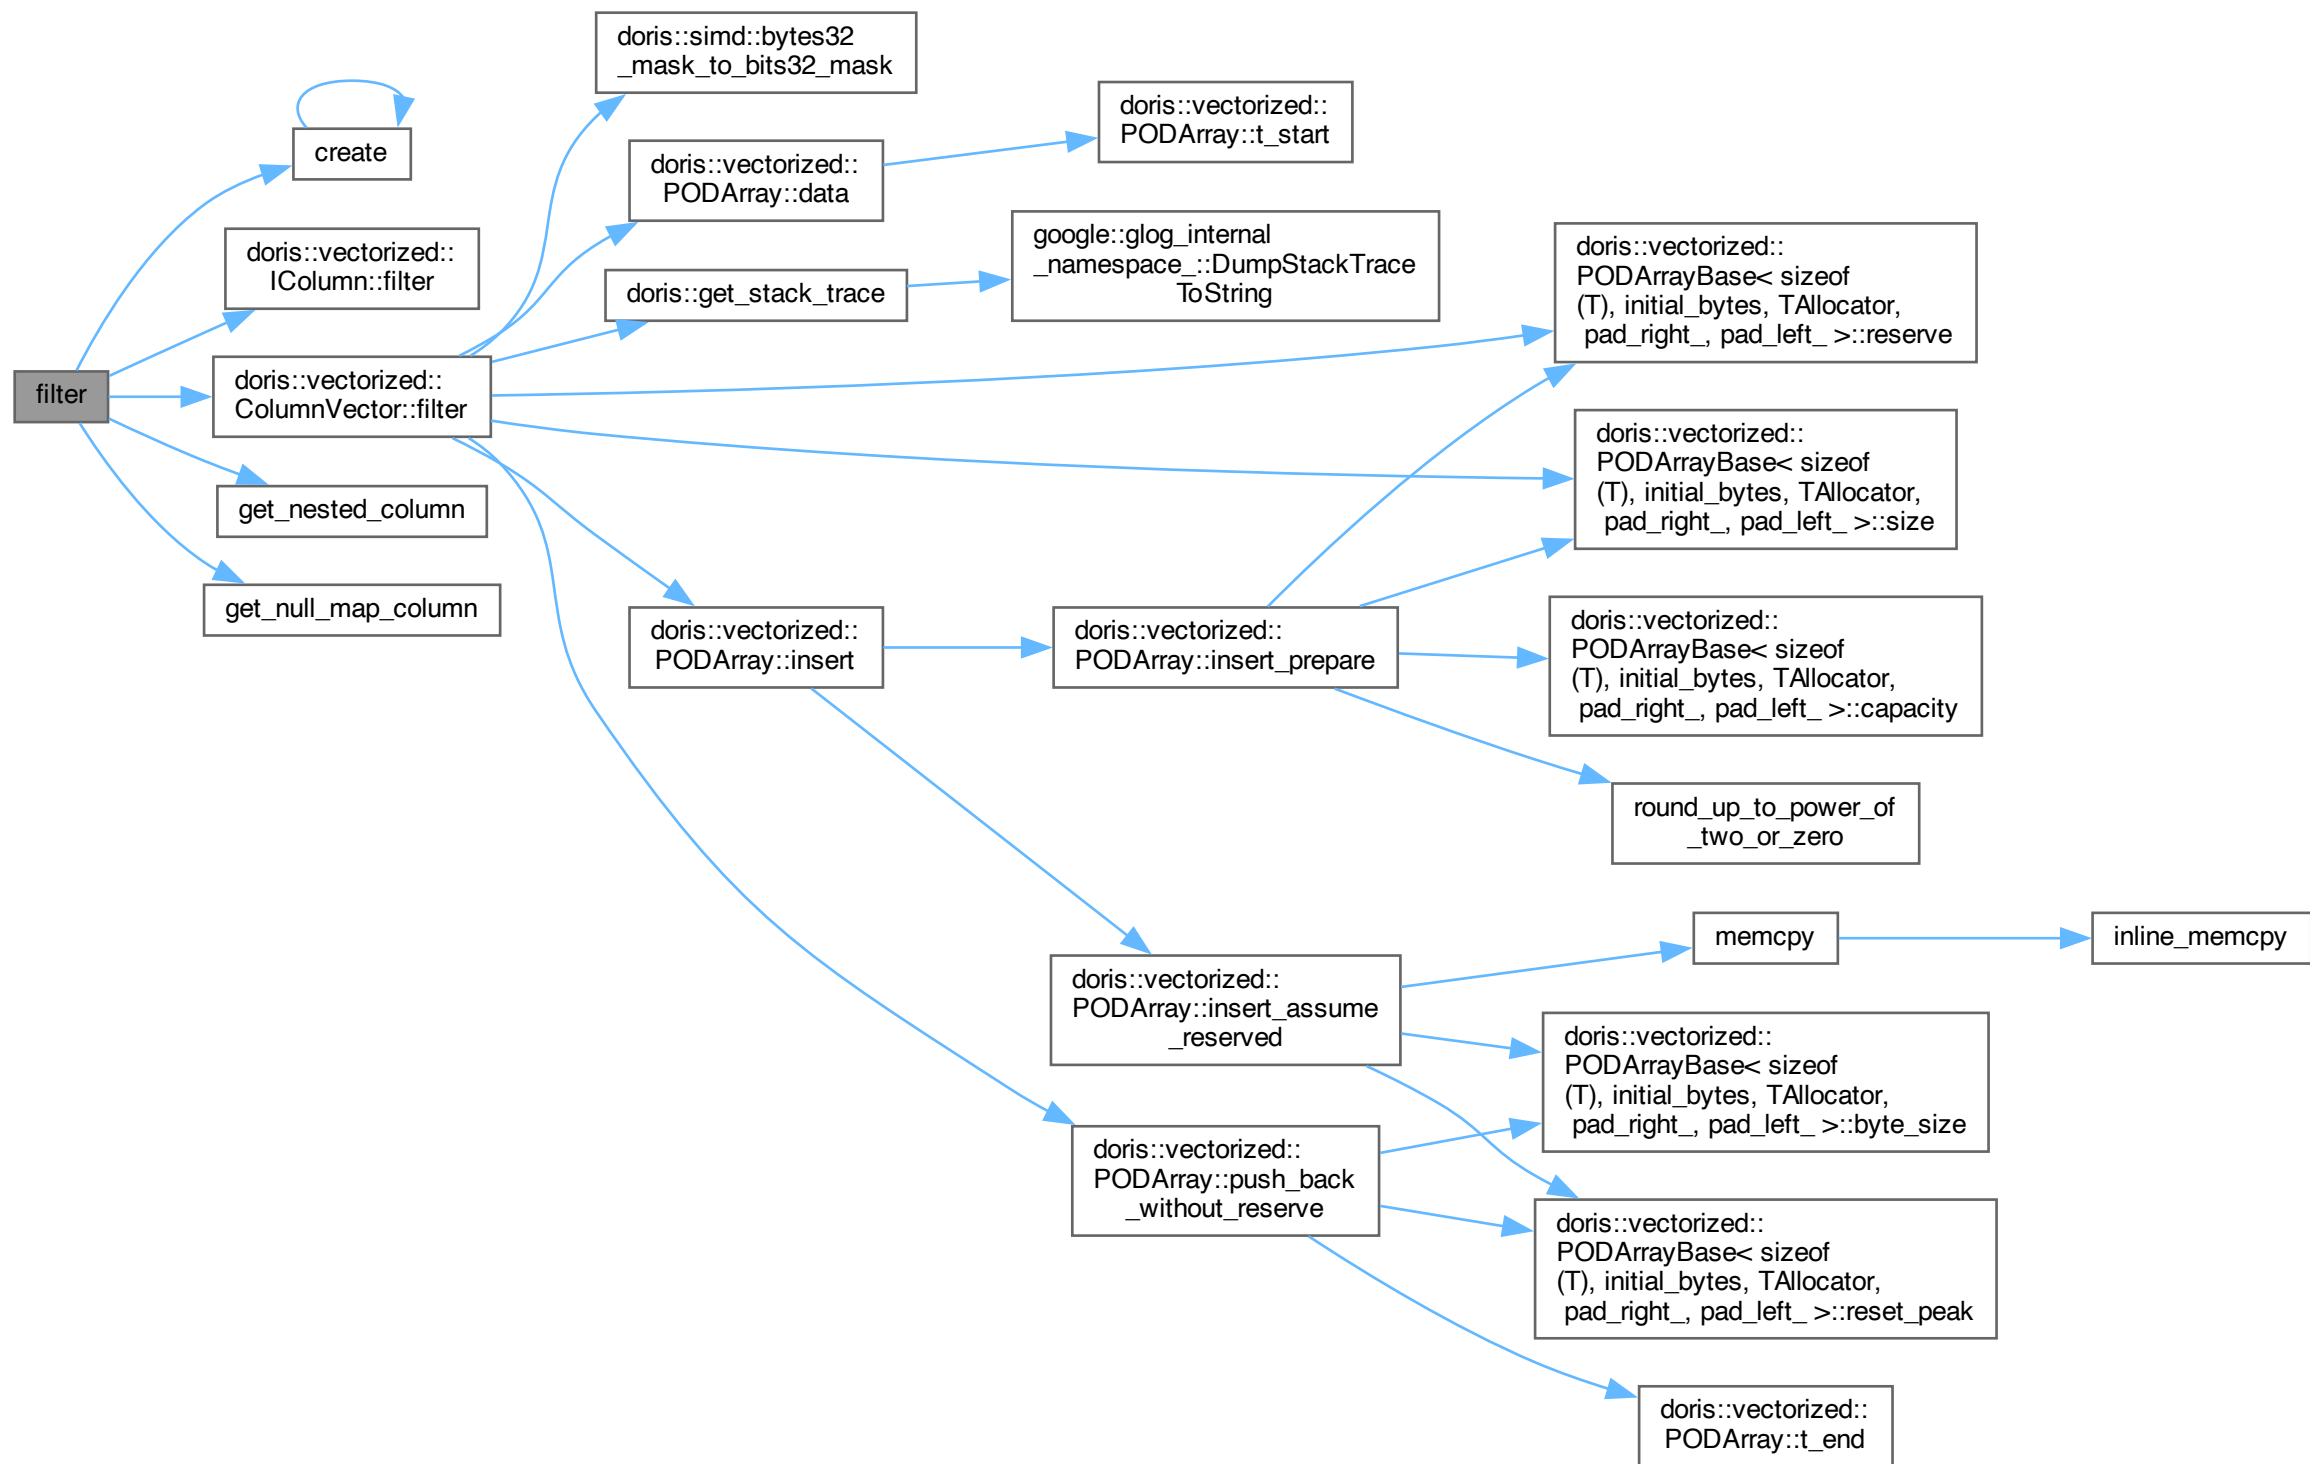 filter
create
doris::vectorized::
IColumn::filter
doris::vectorized::
ColumnVector::filter
get_nested_column
get_null_map_column
doris::simd::bytes32
_mask_to_bits32_mask
doris::vectorized::
PODArray::data
doris::get_stack_trace
doris::vectorized::
PODArray::insert
doris::vectorized::
PODArray::t_start
google::glog_internal
_namespace_::DumpStackTrace
ToString
doris::vectorized::
PODArray::insert_prepare
doris::vectorized::
PODArray::insert_assume
_reserved
doris::vectorized::
PODArray::push_back
_without_reserve
doris::vectorized::
PODArrayBase< sizeof
(T), initial_bytes, TAllocator,
pad_right_, pad_left_ >::reserve
doris::vectorized::
PODArrayBase< sizeof
(T), initial_bytes, TAllocator,
pad_right_, pad_left_ >::size
doris::vectorized::
PODArrayBase< sizeof
(T), initial_bytes, TAllocator,
pad_right_, pad_left_ >::capacity
round_up_to_power_of
_two_or_zero
memcpy
inline_memcpy
doris::vectorized::
PODArrayBase< sizeof
(T), initial_bytes, TAllocator,
pad_right_, pad_left_ >::byte_size
doris::vectorized::
PODArrayBase< sizeof
(T), initial_bytes, TAllocator,
pad_right_, pad_left_ >::reset_peak
doris::vectorized::
PODArray::t_end